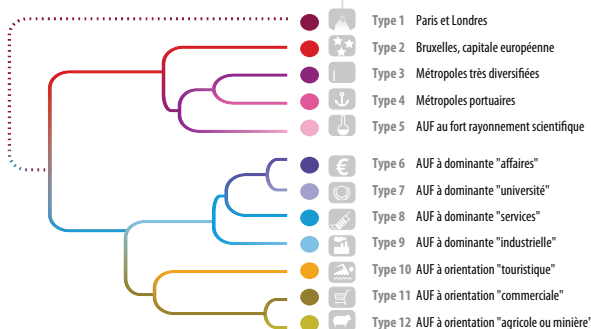 Type 1 Paris et Londres
Type 2 Bruxelles, capitale européenne
Type 3 Métropoles très diversifiées
Type 4 Métropoles portuaires
Type 5 AUF au fort rayonnement scientifique
Type 6 AUF à dominante "affaires"
Type 7 AUF à dominante "université"
Type 8 AUF à dominante "services"
Type 9 AUF à dominante "industrielle"
Type 10 AUF à orientation "touristique"
Type 11 AUF à orientation "commerciale"
Type 12 AUF à orientation "agricole ou minière"